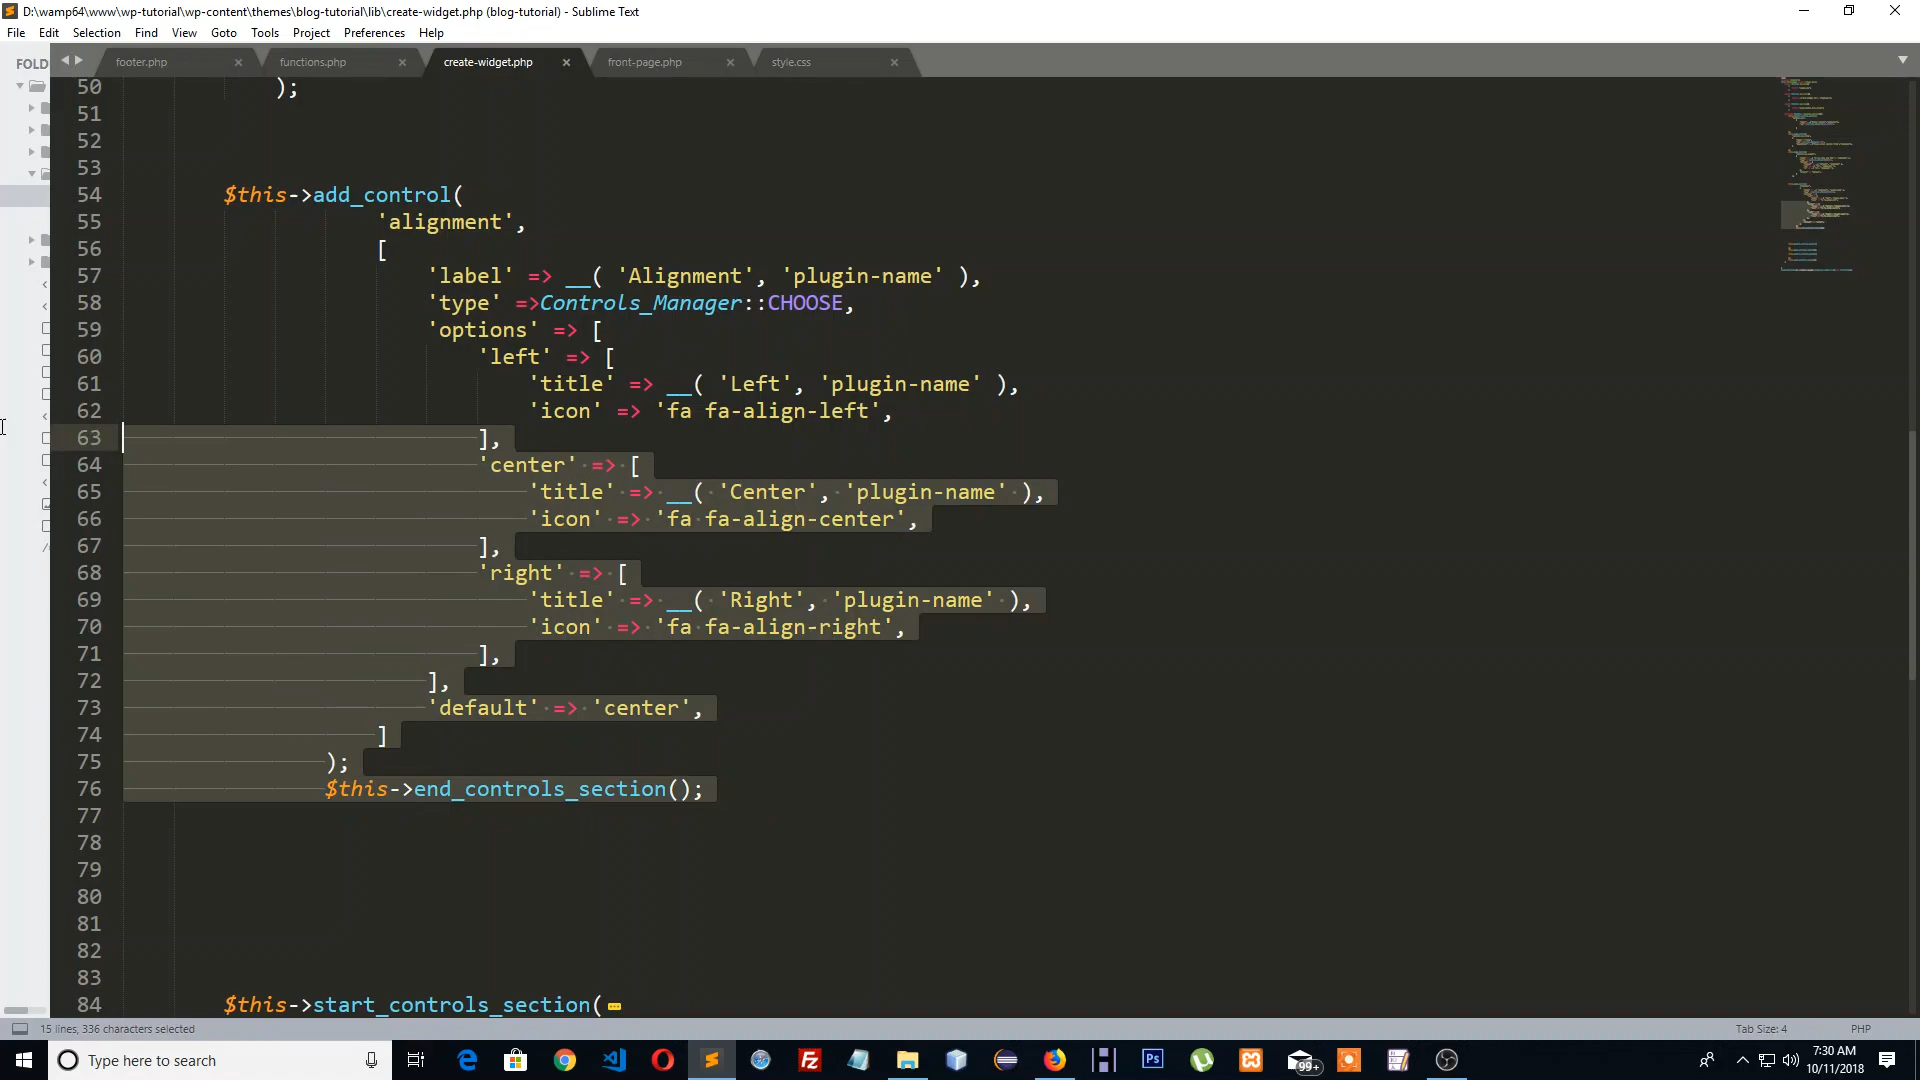 D:\wamp64\www\wp-tutorial\wp-content\themes\blog-tutorial\lib\create-widget.php (blog-tutorial) - Sublime Text
File Edit Selection Find View Goto Tools Project Preferences Help
FOLD footer.php functions.php create-widget.php front-page.php style.css
50 );
51
52
53
54 $this->add_control(
55 'alignment',
56 [
57 'label' => __( 'Alignment', 'plugin-name' ),
58 'type' =>Controls_Manager::CHOOSE,
59 'options' => [
60 'left' => [
61 'title' => __( 'Left', 'plugin-name' ),
62 'icon' => 'fa fa-align-left',
63 ],
64 'center' => [
65 'title' => __( 'Center', 'plugin-name' ),
66 'icon' => 'fa fa-align-center',
67 ],
68 'right' => [
69 'title' => __( 'Right', 'plugin-name' ),
70 'icon' => 'fa fa-align-right',
71 ],
72 ],
73 'default' => 'center',
74 ]
75 );
76 $this->end_controls_section();
77
78
79
80
81
82
83
84 $this->start_controls_section(
15 lines, 336 characters selected Tab Size: 4 PHP
Type here to search 99+ 7:30 AM
10/11/2018